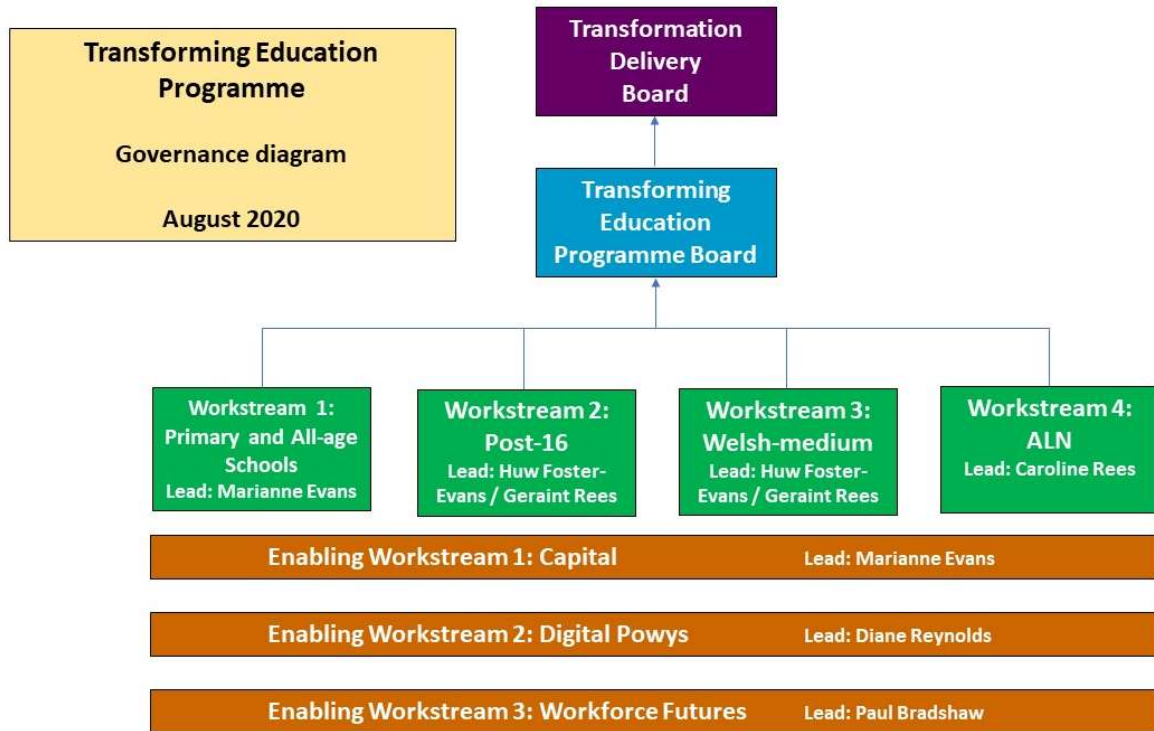 Transforming Education
Programme
Governance diagram
August 2020
Transformation
Delivery
Board
Transforming
Education
Programme Board
Workstream 1:
Primary and All-age
Schools
Lead: Marianne Evans
Workstream 2:
Post-16
Lead: Huw Foster-
Evans / Geraint Rees
Workstream 3:
Welsh-medium
Lead: Huw Foster-
Evans / Geraint Rees
Workstream 4:
ALN
Lead: Caroline Rees
Enabling Workstream 1: Capital Lead: Marianne Evans
Enabling Workstream 2: Digital Powys Lead: Diane Reynolds
Enabling Workstream 3: Workforce Futures Lead: Paul Bradshaw